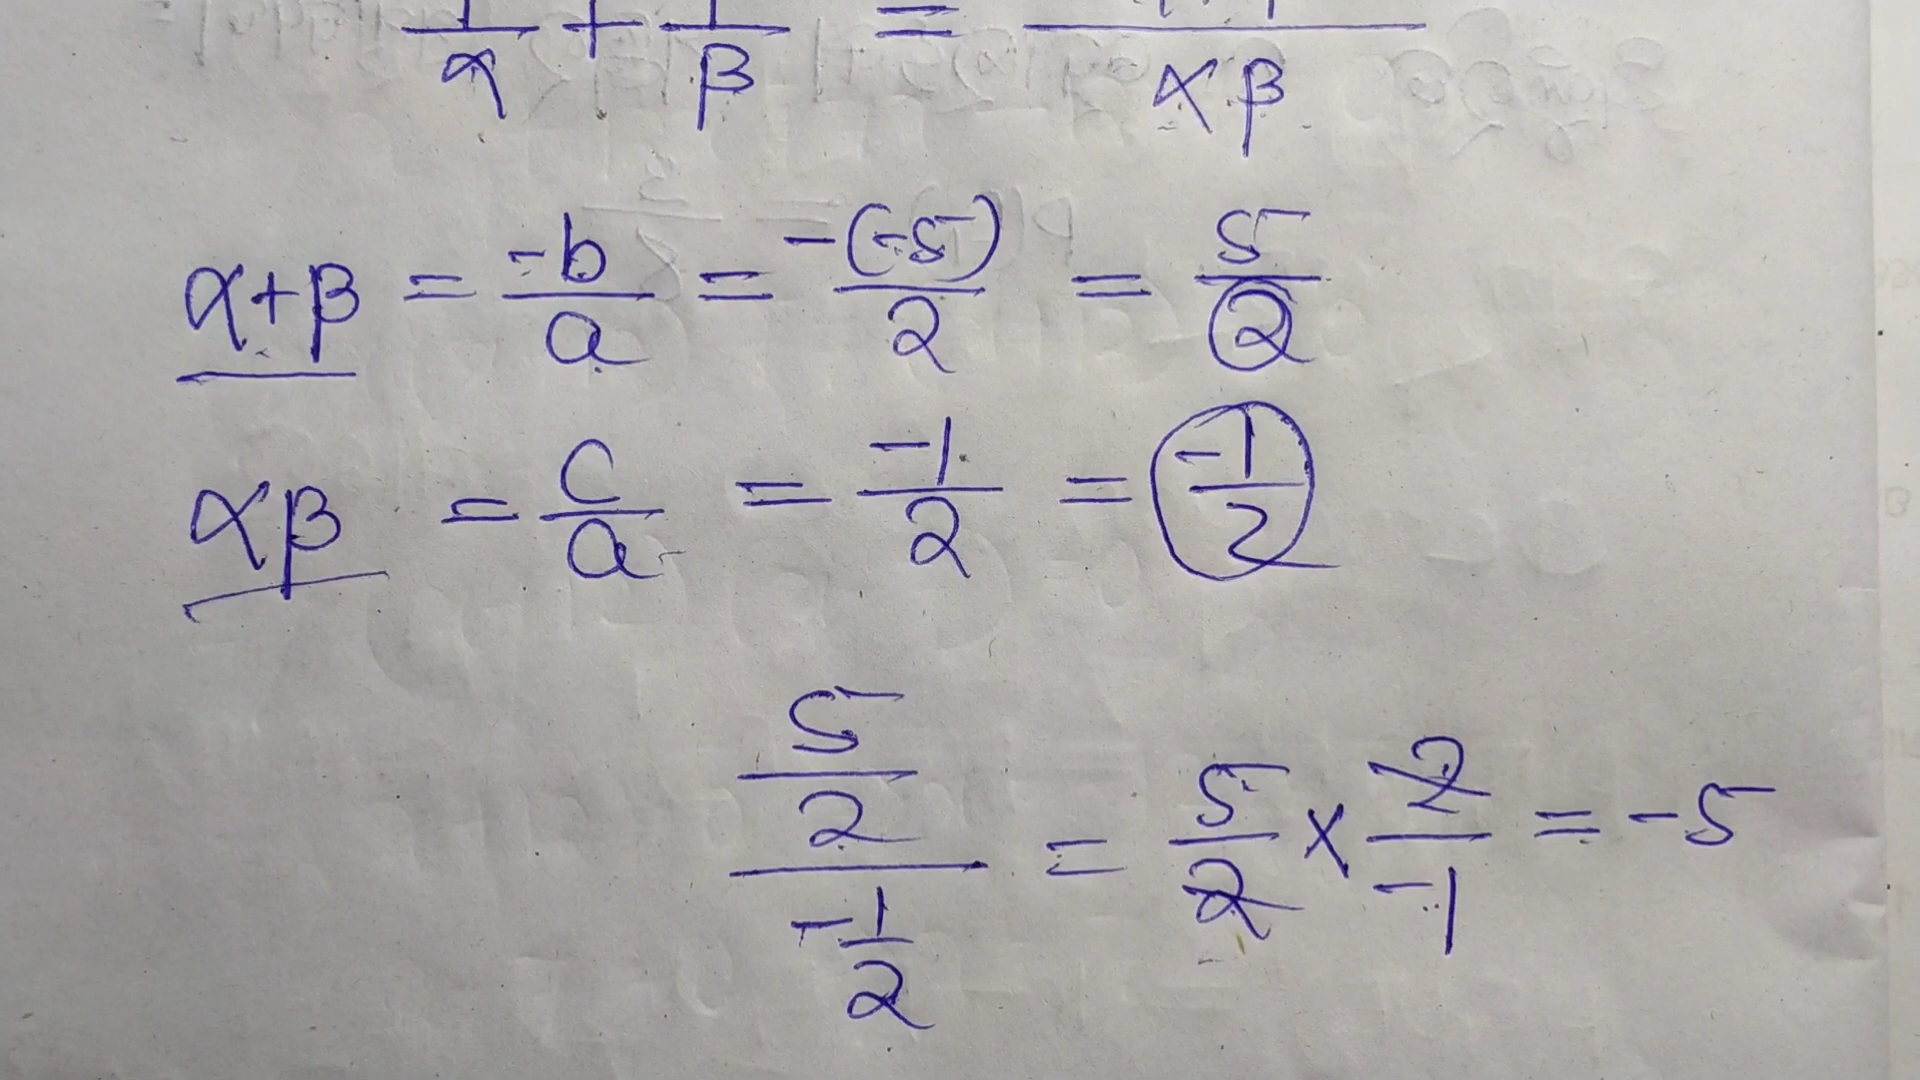 1/α + 1/β = /αβ
α+β = -b/a = -(-5)/2 = 5/2
αβ = c/a = -1/2 = -1/2
5/2 / -1/2 = 5/2 × 2/-1 = -5